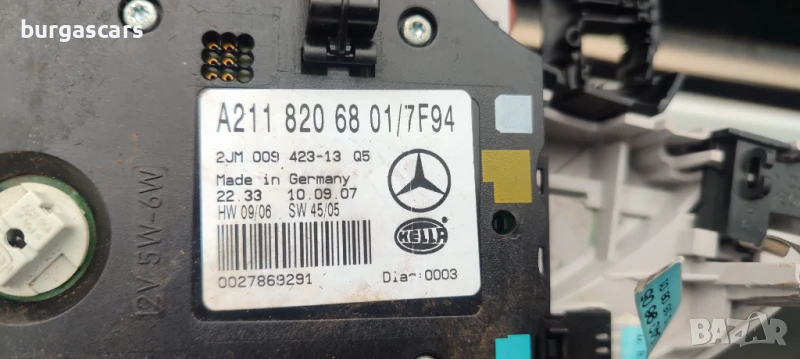 burgascars
A211 820 68 01/7F94
2JM 009 423-13 Q5
Made in Germany
22.33 10.09.07
HW 09/06 SW 45/05
HELLA
0027869291
Diag:0003
12V 5W-6W
BAZAR